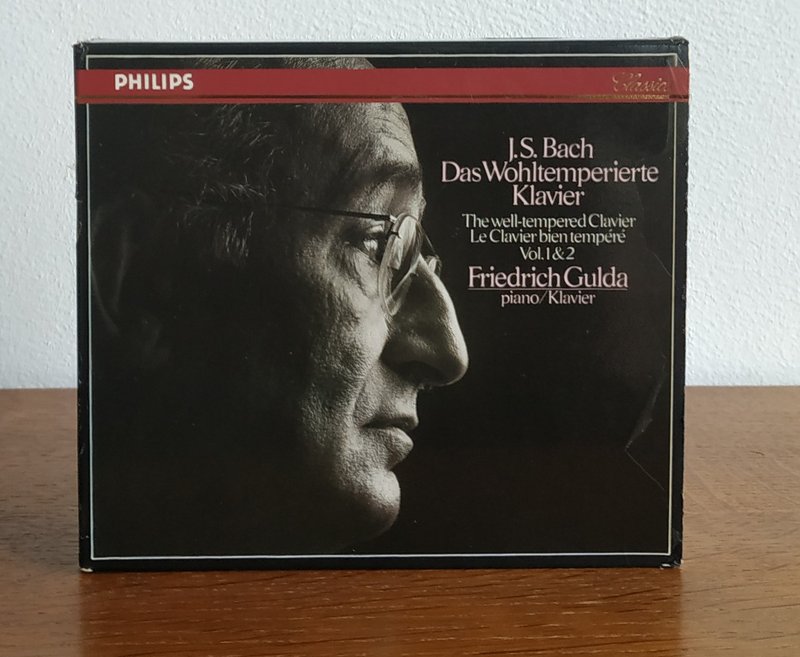 PHILIPS
Classics
J.S. Bach
Das Wohltemperierte
Klavier
The well-tempered Clavier
Le Clavier bien tempéré
Vol. 1 & 2
Friedrich Gulda
piano/Klavier